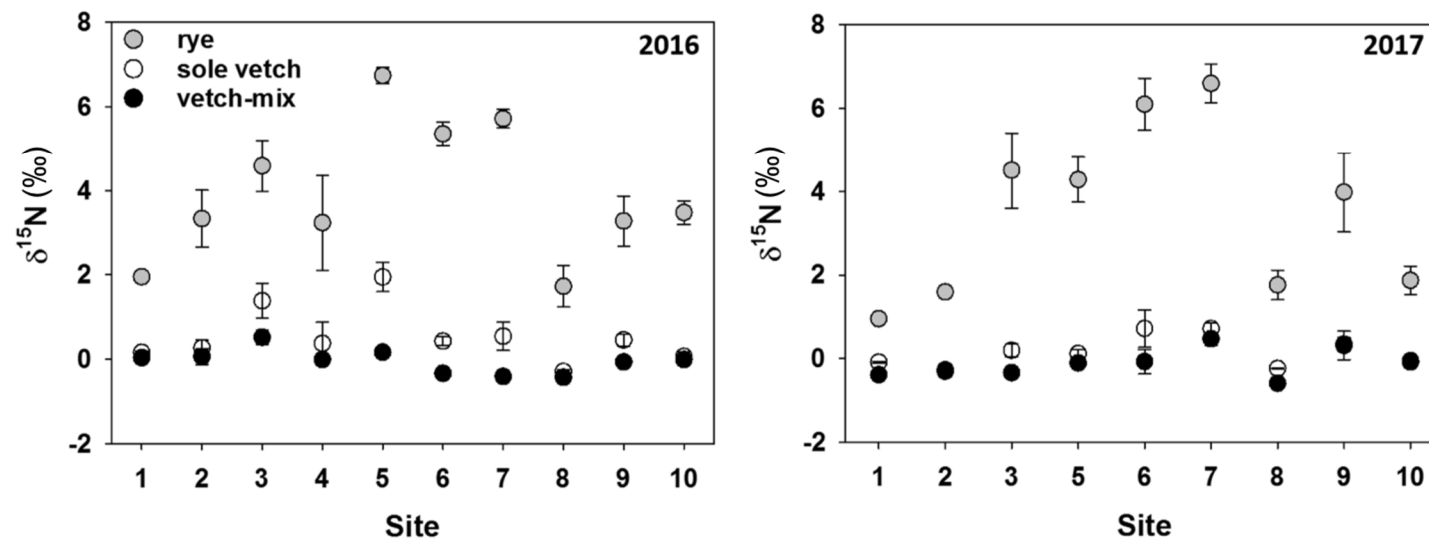 8
6
4
2
0
-2
δ¹⁵N (‰)
rye
sole vetch
vetch-mix
2016
1 2 3 4 5 6 7 8 9 10
Site
8
6
4
2
0
-2
δ¹⁵N (‰)
2017
1 2 3 5 6 7 8 9 10
Site